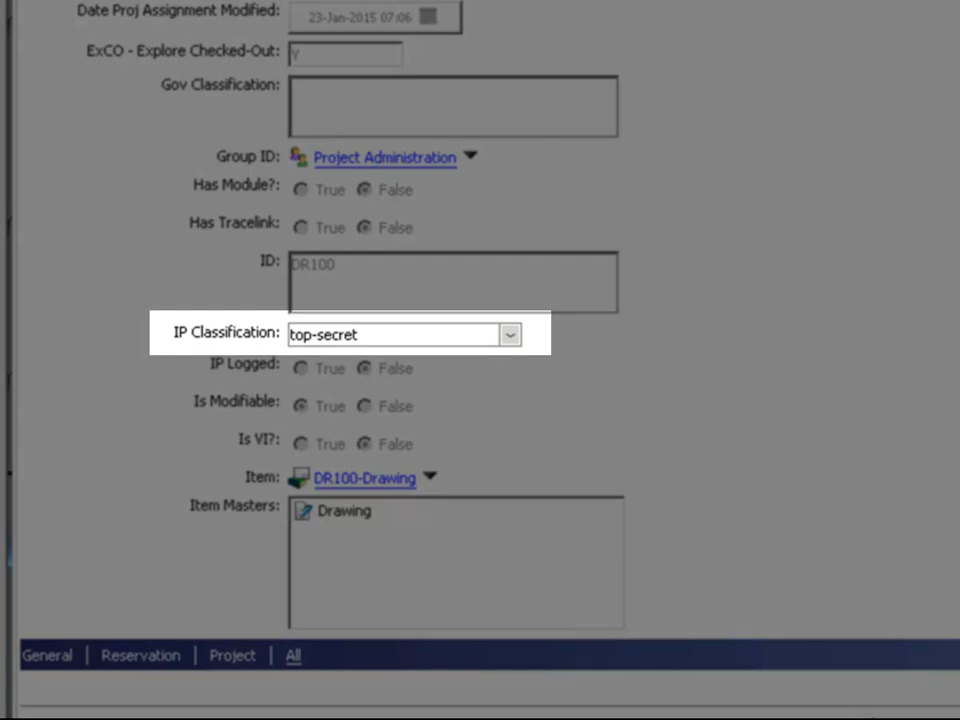 Date Proj Assignment Modified: 23-Jan-2015 07:06
ExCO - Explore Checked-Out: Y
Gov Classification:
Group ID: Project Administration
Has Module?: True False
Has Tracelink: True False
ID: DR100
IP Classification: top-secret
IP Logged: True False
Is Modifiable: True False
Is VI?: True False
Item: DR100-Drawing
Item Masters: Drawing
General | Reservation | Project | All